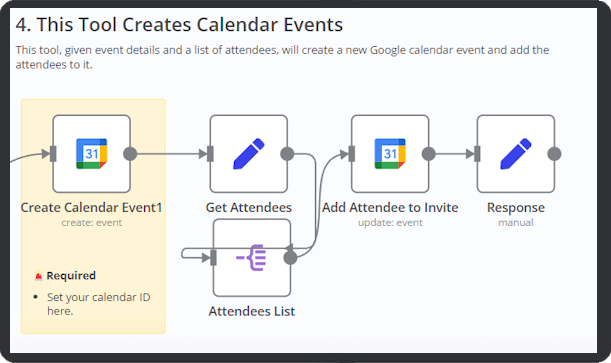 4. This Tool Creates Calendar Events
This tool, given event details and a list of attendees, will create a new Google calendar event and add the
attendees to it.
31
31
Create Calendar Event1
create: event
Get Attendees
Add Attendee to Invite
update: event
Response
manual
Required
• Set your calendar ID
here.
Attendees List